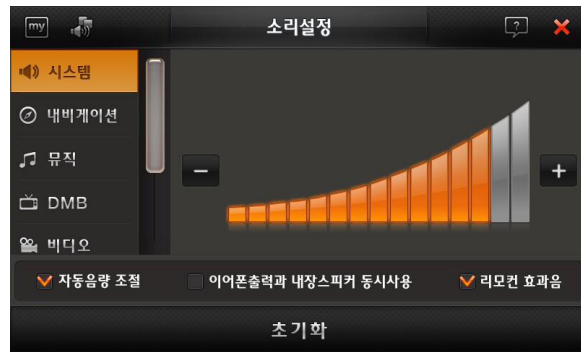 my
소리설정
?
시스템
내비게이션
뮤직
DMB
비디오
자동음량 조절
이어폰출력과 내장스피커 동시사용
리모컨 효과음
초기화